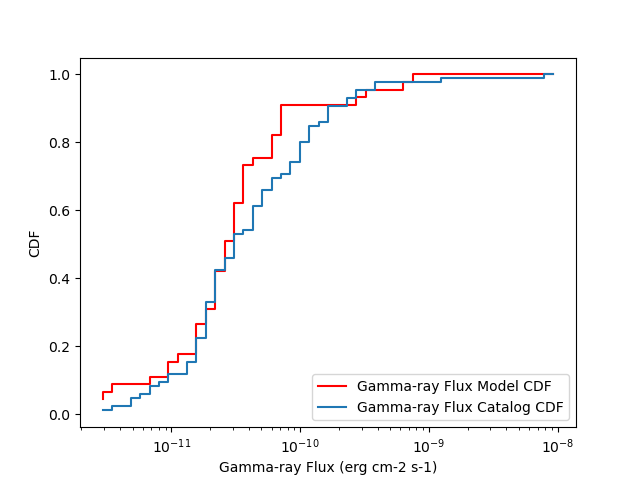 1.0
0.8
0.6
0.4
0.2
0.0
CDF
10⁻¹¹ 10⁻¹⁰ 10⁻⁹ 10⁻⁸
Gamma-ray Flux (erg cm-2 s-1)
Gamma-ray Flux Model CDF
Gamma-ray Flux Catalog CDF